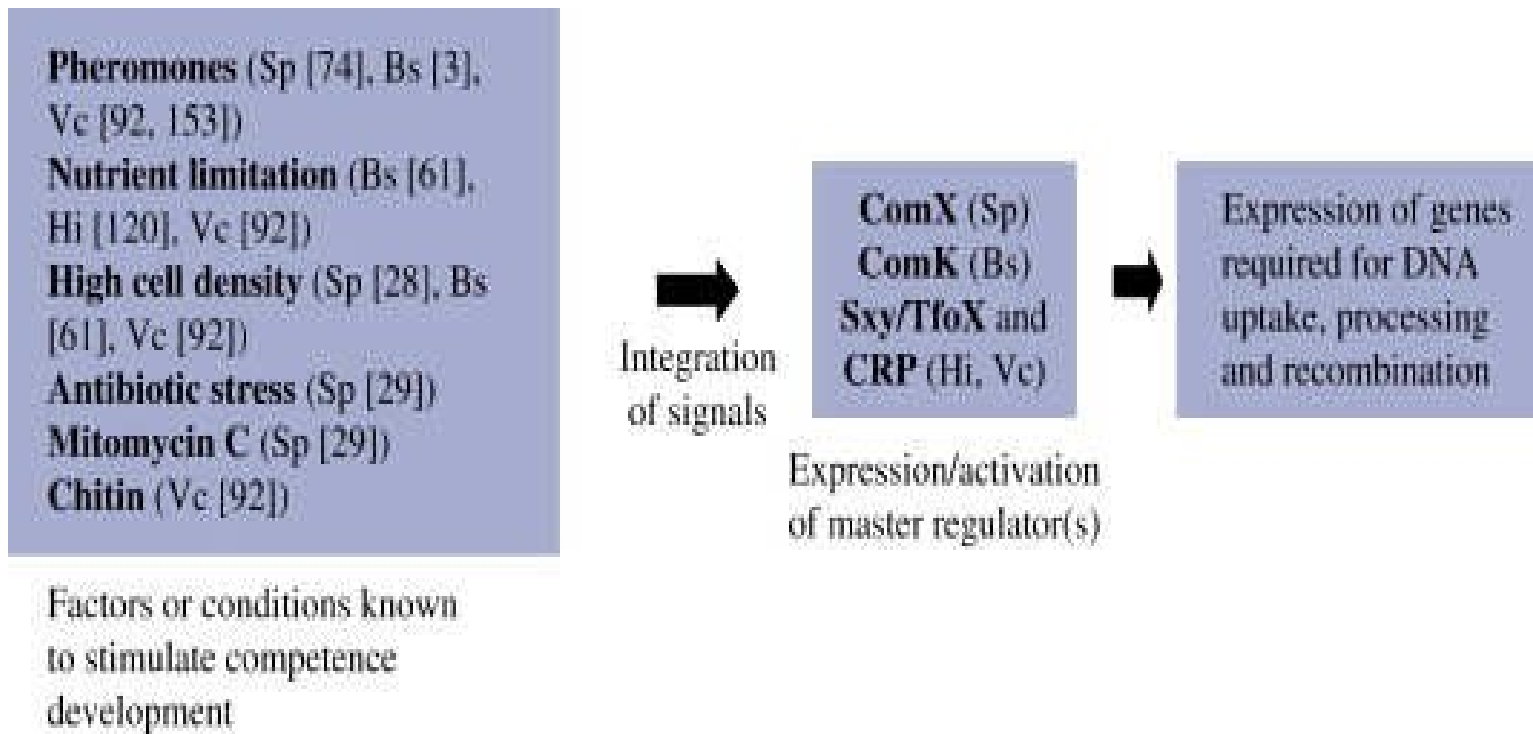 Pheromones (Sp [74], Bs [3],
Vc [92, 153])
Nutrient limitation (Bs [61],
Hi [120], Vc [92])
High cell density (Sp [28], Bs
[61], Vc [92])
Antibiotic stress (Sp [29])
Mitomycin C (Sp [29])
Chitin (Vc [92])
Factors or conditions known
to stimulate competence
development
Integration
of signals
ComX (Sp)
ComK (Bs)
Sxy/TfoX and
CRP (Hi, Vc)
Expression/activation
of master regulator(s)
Expression of genes
required for DNA
uptake, processing
and recombination